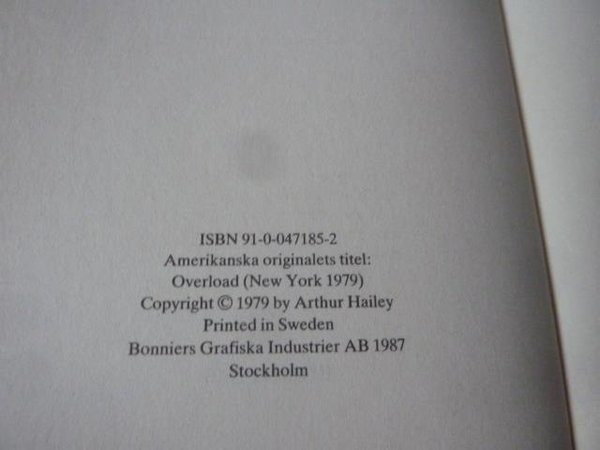 ISBN 91-0-047185-2
Amerikanska originalets titel:
Overload (New York 1979)
Copyright © 1979 by Arthur Hailey
Printed in Sweden
Bonniers Grafiska Industrier AB 1987
Stockholm